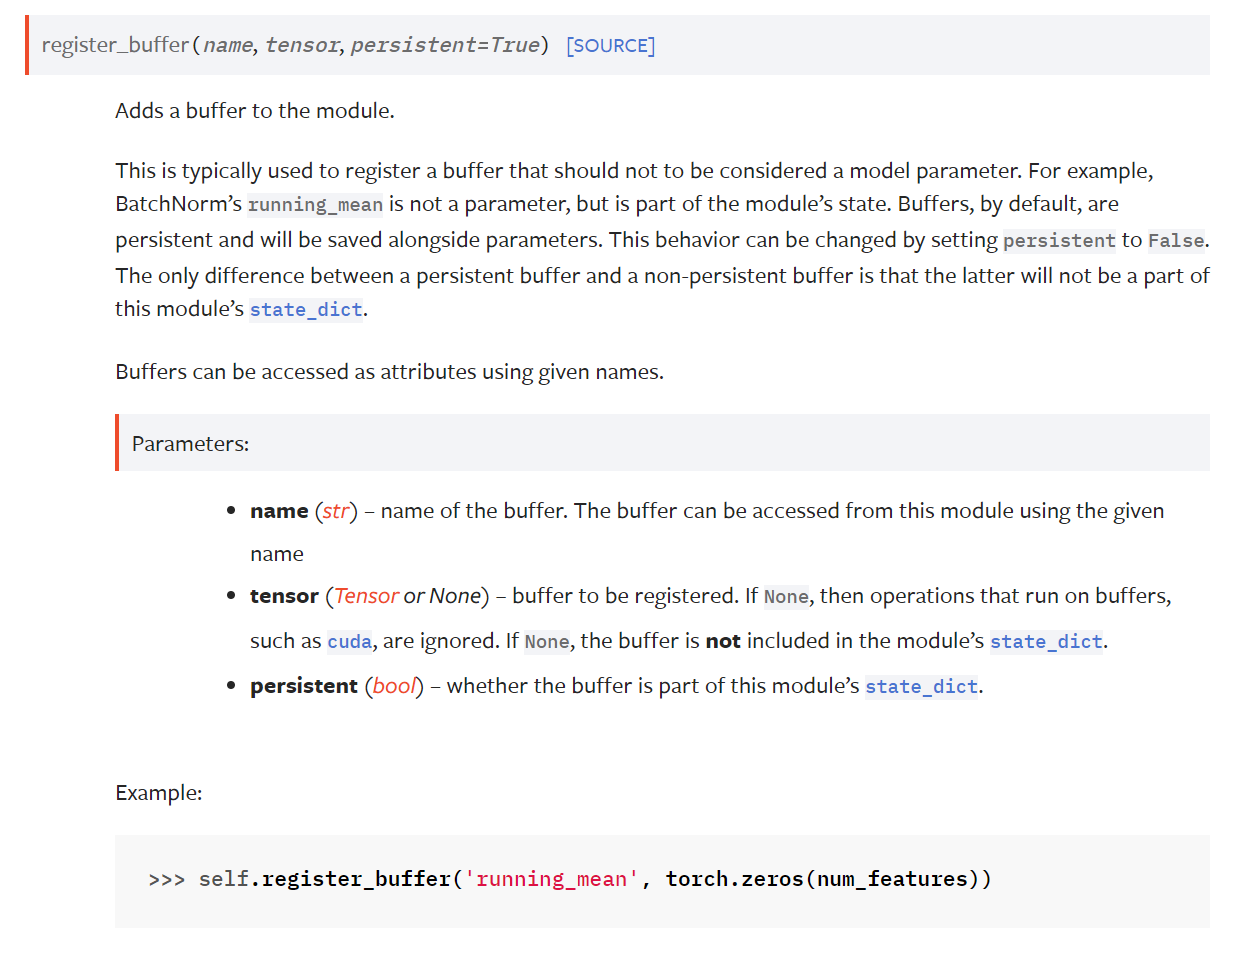 register_buffer(name, tensor, persistent=True) [SOURCE]
Adds a buffer to the module.
This is typically used to register a buffer that should not to be considered a model parameter. For example,
BatchNorm’s running_mean is not a parameter, but is part of the module’s state. Buffers, by default, are
persistent and will be saved alongside parameters. This behavior can be changed by setting persistent to False.
The only difference between a persistent buffer and a non-persistent buffer is that the latter will not be a part of
this module’s state_dict.
Buffers can be accessed as attributes using given names.
Parameters:
• name (str) – name of the buffer. The buffer can be accessed from this module using the given
name
• tensor (Tensor or None) – buffer to be registered. If None, then operations that run on buffers,
such as cuda, are ignored. If None, the buffer is not included in the module’s state_dict.
• persistent (bool) – whether the buffer is part of this module’s state_dict.
Example:
>>> self.register_buffer('running_mean', torch.zeros(num_features))